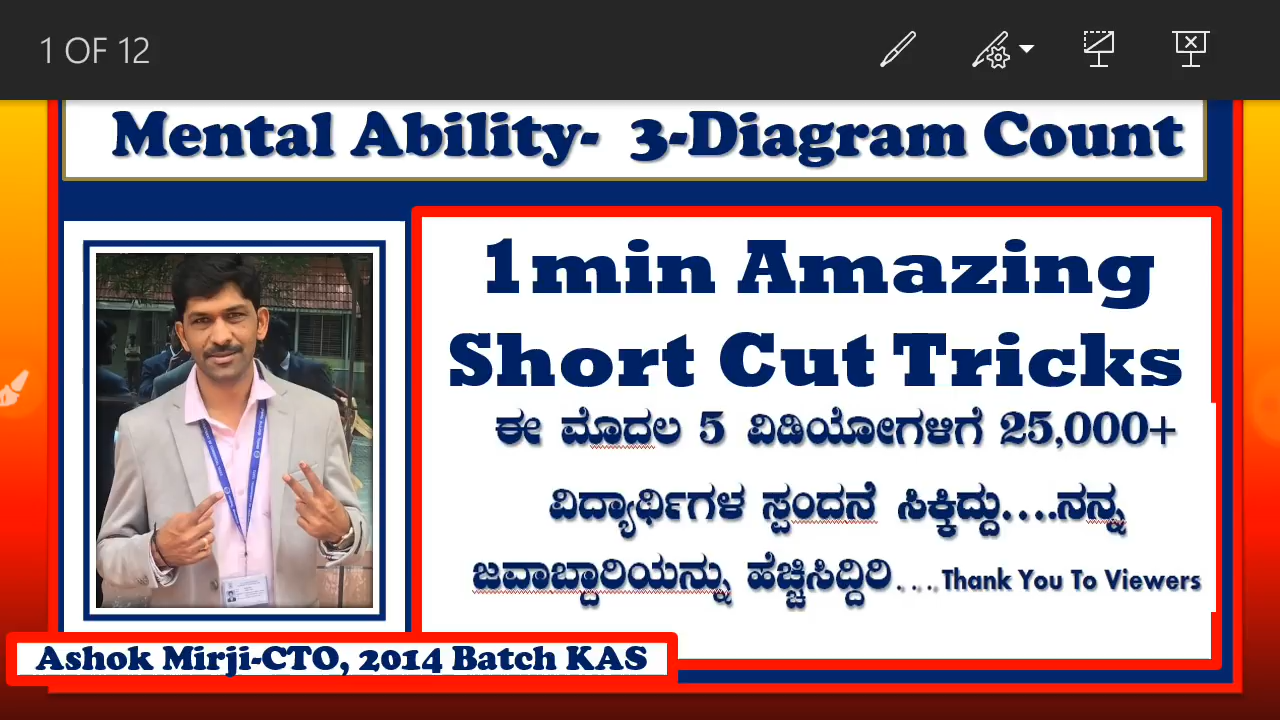 1 OF 12
Mental Ability- 3-Diagram Count
1min Amazing
Short Cut Tricks
ಈ ಮೊದಲ 5 ವಿಡಿಯೋಗಳಿಗೆ 25,000+
ವಿದ್ಯಾರ್ಥಿಗಳ ಸ್ಪಂದನೆ ಸಿಕ್ಕಿದ್ದು....ನನ್ನ
ಜವಾಬ್ದಾರಿಯನ್ನು ಹೆಚ್ಚಿಸಿದ್ದಿರಿ....Thank You To Viewers
Ashok Mirji-CTO, 2014 Batch KAS